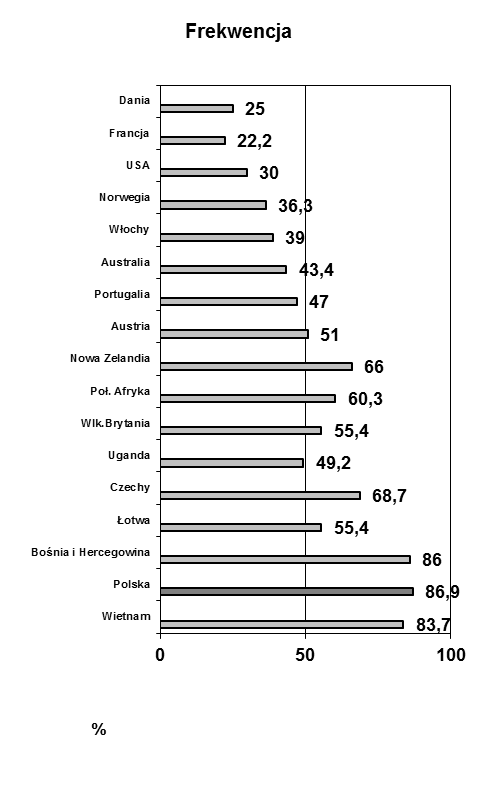 Frekwencja
Dania 25
Francja 22,2
USA 30
Norwegia 36,3
Włochy 39
Australia 43,4
Portugalia 47
Austria 51
Nowa Zelandia 66
Poł. Afryka 60,3
Wlk.Brytania 55,4
Uganda 49,2
Czechy 68,7
Łotwa 55,4
Bośnia i Hercegowina 86
Polska 86,9
Wietnam 83,7
0 50 100
%